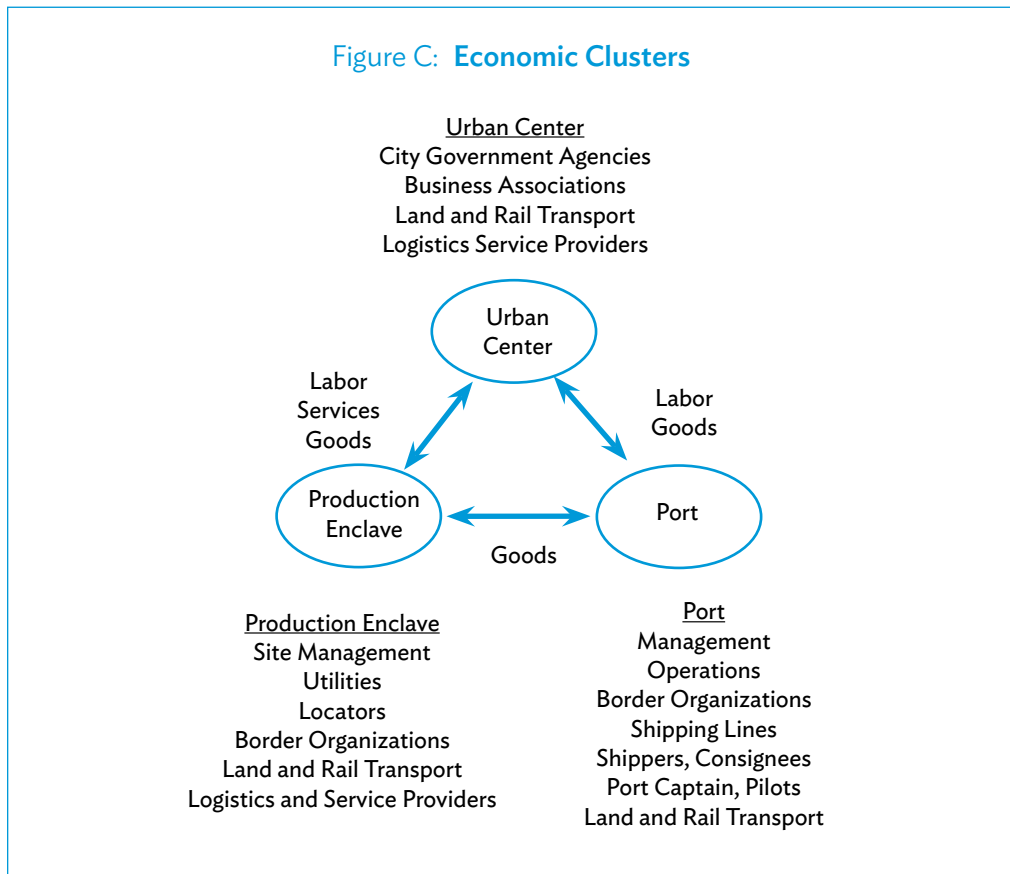 Figure C: Economic Clusters
Urban Center
City Government Agencies
Business Associations
Land and Rail Transport
Logistics Service Providers
Urban
Center
Labor
Services
Goods
Labor
Goods
Production
Enclave
Port
Goods
Production Enclave
Site Management
Utilities
Locators
Border Organizations
Land and Rail Transport
Logistics and Service Providers
Port
Management
Operations
Border Organizations
Shipping Lines
Shippers, Consignees
Port Captain, Pilots
Land and Rail Transport